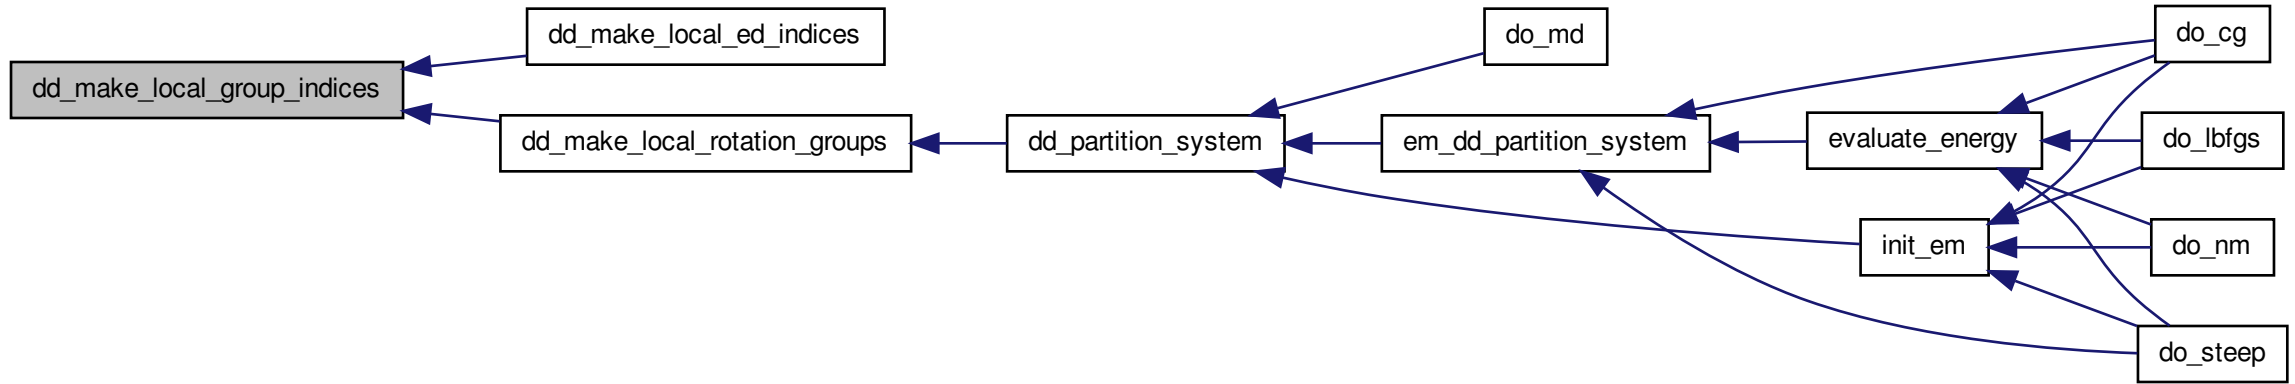 dd_make_local_group_indices
dd_make_local_ed_indices
dd_make_local_rotation_groups
dd_partition_system
do_md
em_dd_partition_system
evaluate_energy
init_em
do_cg
do_lbfgs
do_nm
do_steep